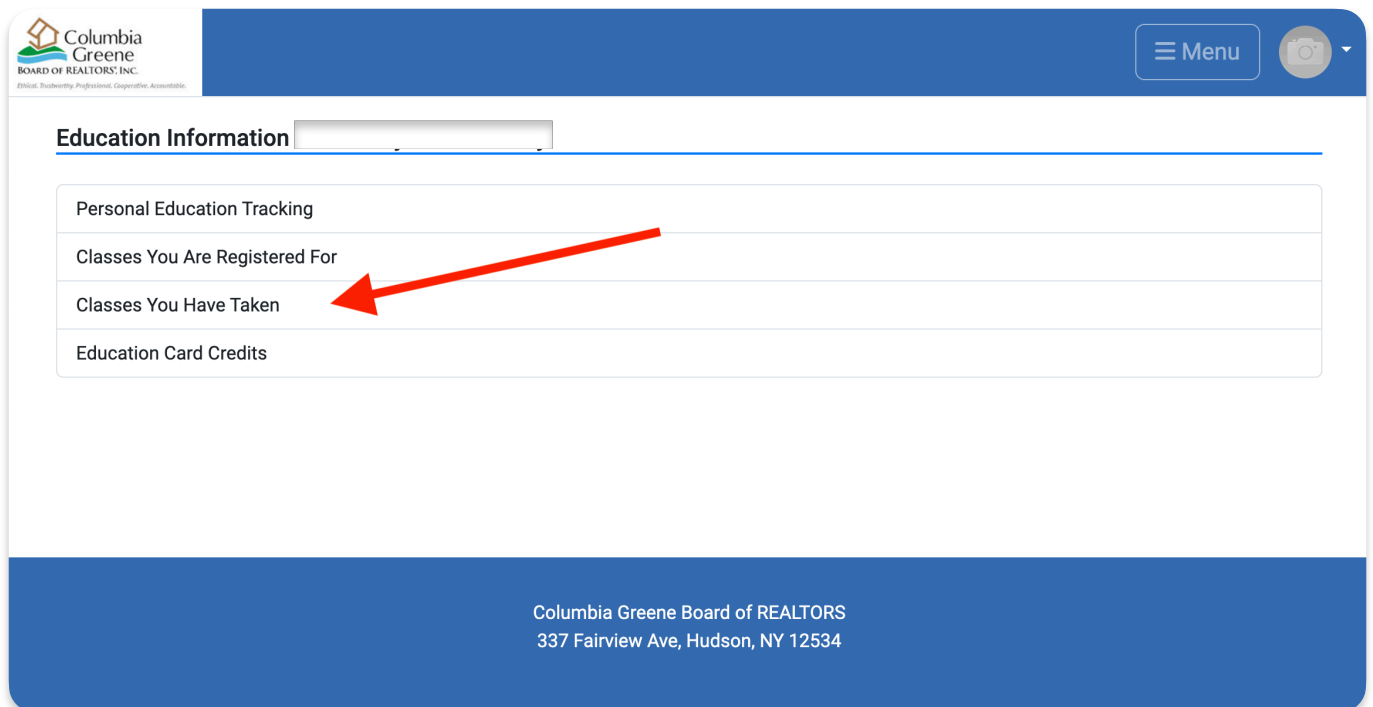 Columbia
Greene
BOARD OF REALTORS®, INC.
Ethical. Trustworthy. Professional. Cooperative. Accountable.
Menu
Education Information
Personal Education Tracking
Classes You Are Registered For
Classes You Have Taken
Education Card Credits
Columbia Greene Board of REALTORS
337 Fairview Ave, Hudson, NY 12534